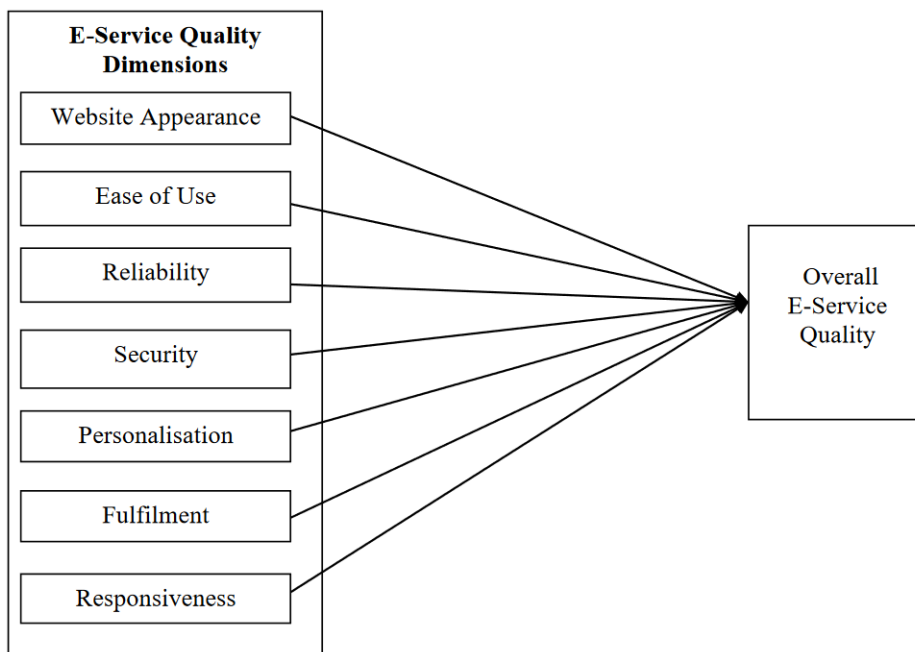 E-Service Quality
Dimensions
Website Appearance
Ease of Use
Reliability
Security
Personalisation
Fulfilment
Responsiveness
Overall
E-Service
Quality